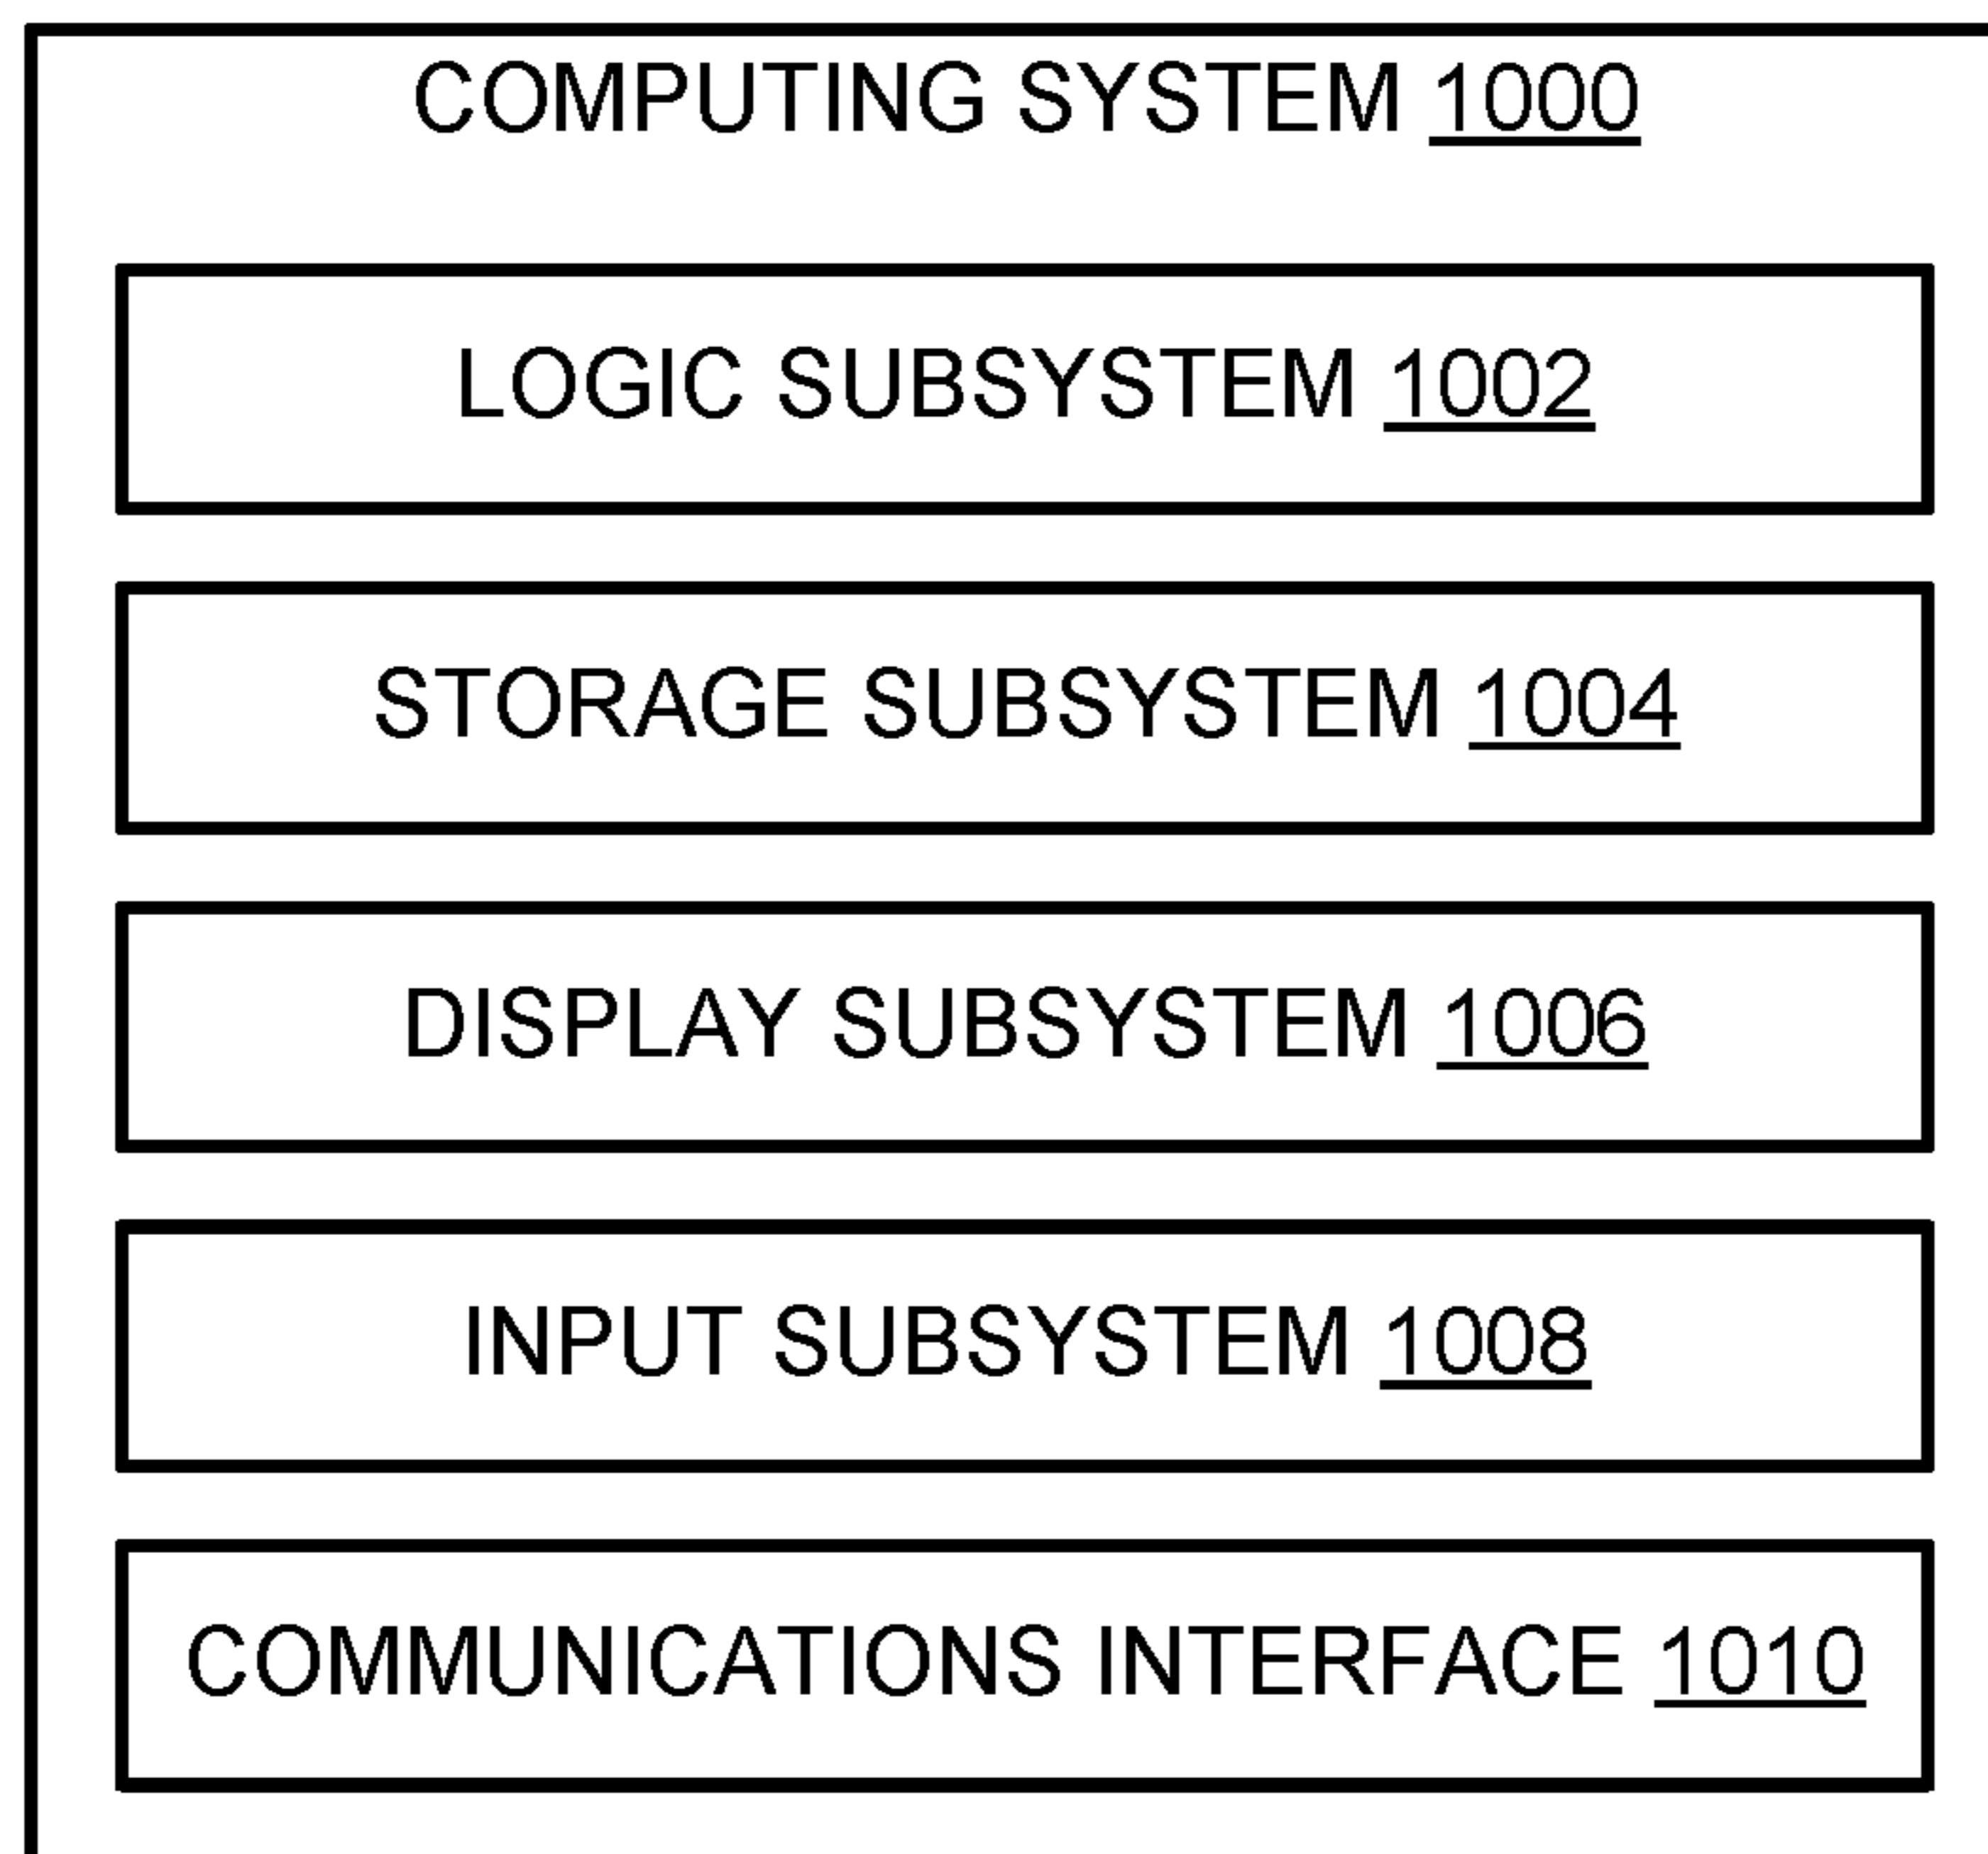 COMPUTING SYSTEM 1000
LOGIC SUBSYSTEM 1002
STORAGE SUBSYSTEM 1004
DISPLAY SUBSYSTEM 1006
INPUT SUBSYSTEM 1008
COMMUNICATIONS INTERFACE 1010